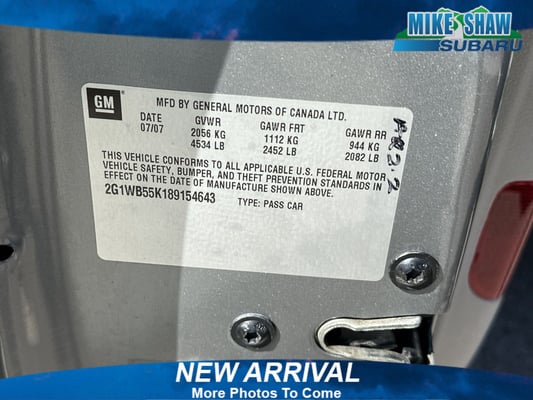 MIKE SHAW
SUBARU
GM
MFD BY GENERAL MOTORS OF CANADA LTD.
DATE GVWR GAWR FRT GAWR RR
07/07 2056 KG 1112 KG 944 KG
4534 LB 2452 LB 2082 LB
THIS VEHICLE CONFORMS TO ALL APPLICABLE U.S. FEDERAL MOTOR
VEHICLE SAFETY, BUMPER, AND THEFT PREVENTION STANDARDS IN
EFFECT ON THE DATE OF MANUFACTURE SHOWN ABOVE.
2G1WB55K189154643 TYPE: PASS CAR
NEW ARRIVAL
More Photos To Come